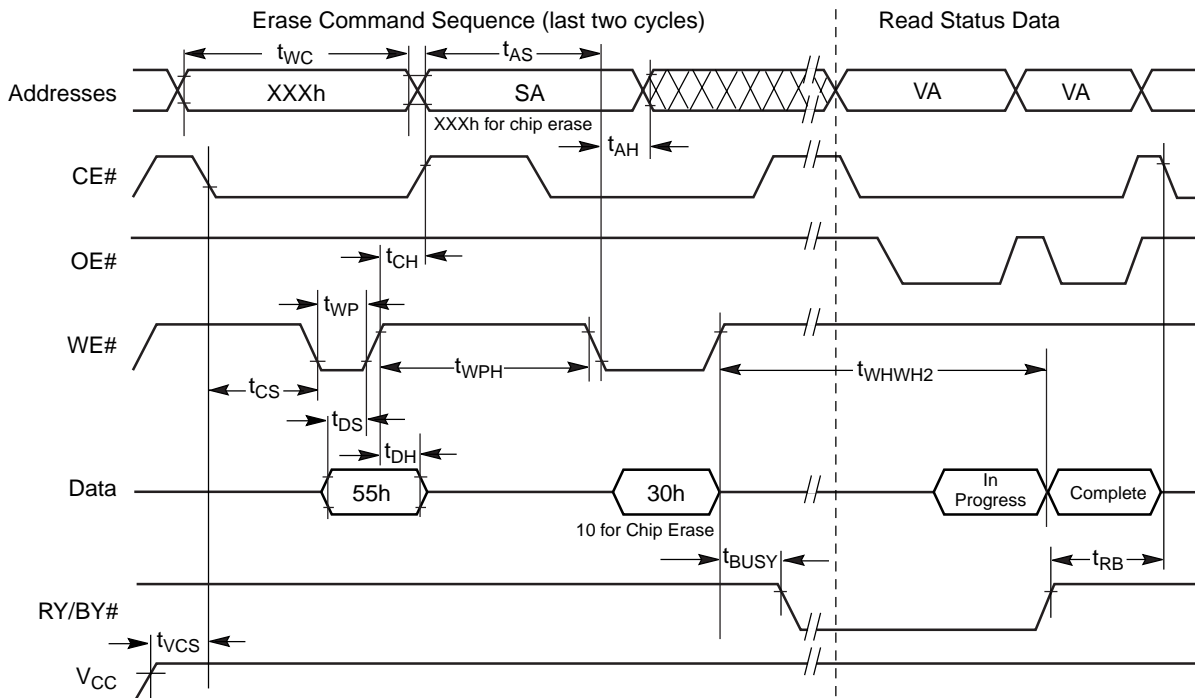 Erase Command Sequence (last two cycles)
Read Status Data
tWC
tAS
Addresses
XXXh
SA
VA
VA
XXXh for chip erase
tAH
CE#
OE#
tCH
tWP
WE#
tWPH
tWHWH2
tCS
tDS
tDH
Data
55h
30h
In
Progress
Complete
10 for Chip Erase
tBUSY
tRB
RY/BY#
tVCS
VCC